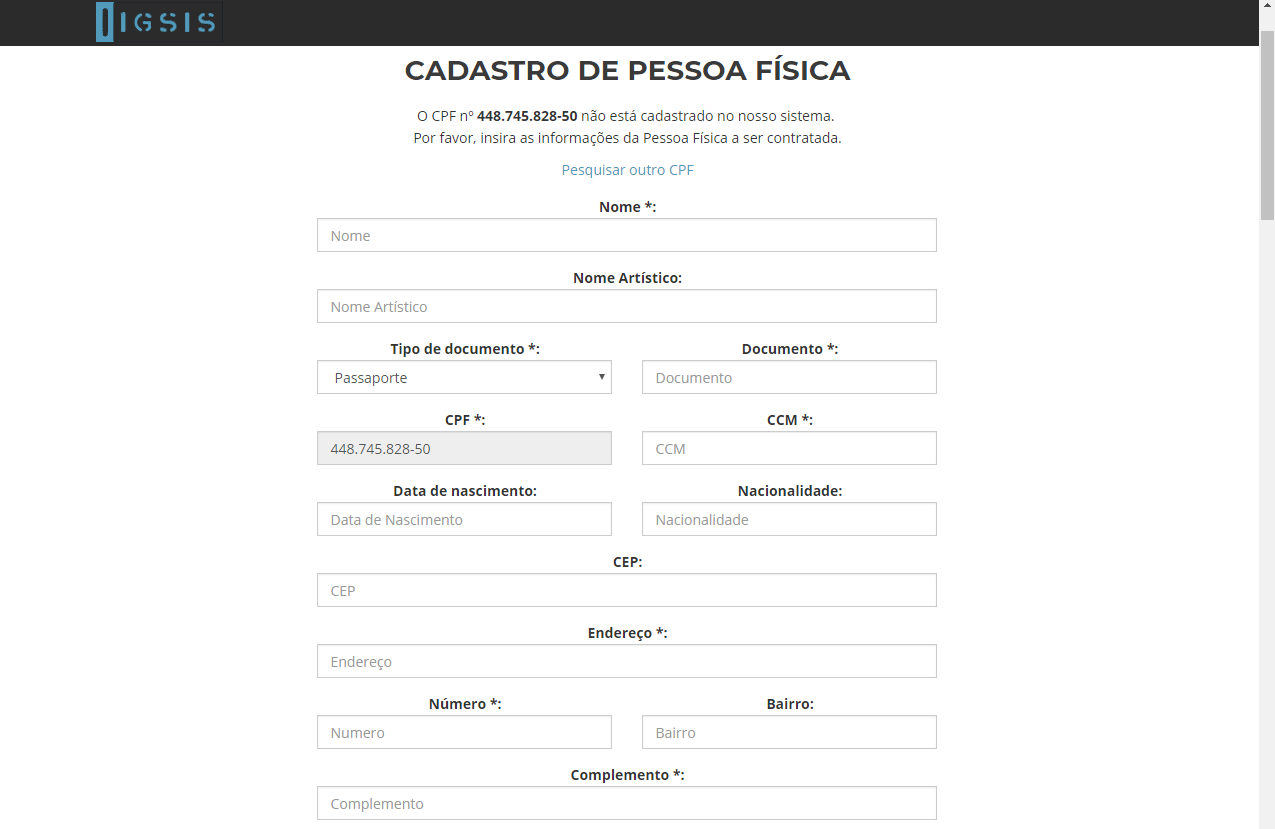 IGSIS
CADASTRO DE PESSOA FÍSICA
O CPF nº 448.745.828-50 não está cadastrado no nosso sistema.
Por favor, insira as informações da Pessoa Física a ser contratada.
Pesquisar outro CPF
Nome *:
Nome
Nome Artístico:
Nome Artístico
Tipo de documento *: Documento *:
Passaporte Documento
CPF *: CCM *:
448.745.828-50 CCM
Data de nascimento: Nacionalidade:
Data de Nascimento Nacionalidade
CEP:
CEP
Endereço *:
Endereço
Número *: Bairro:
Numero Bairro
Complemento *:
Complemento